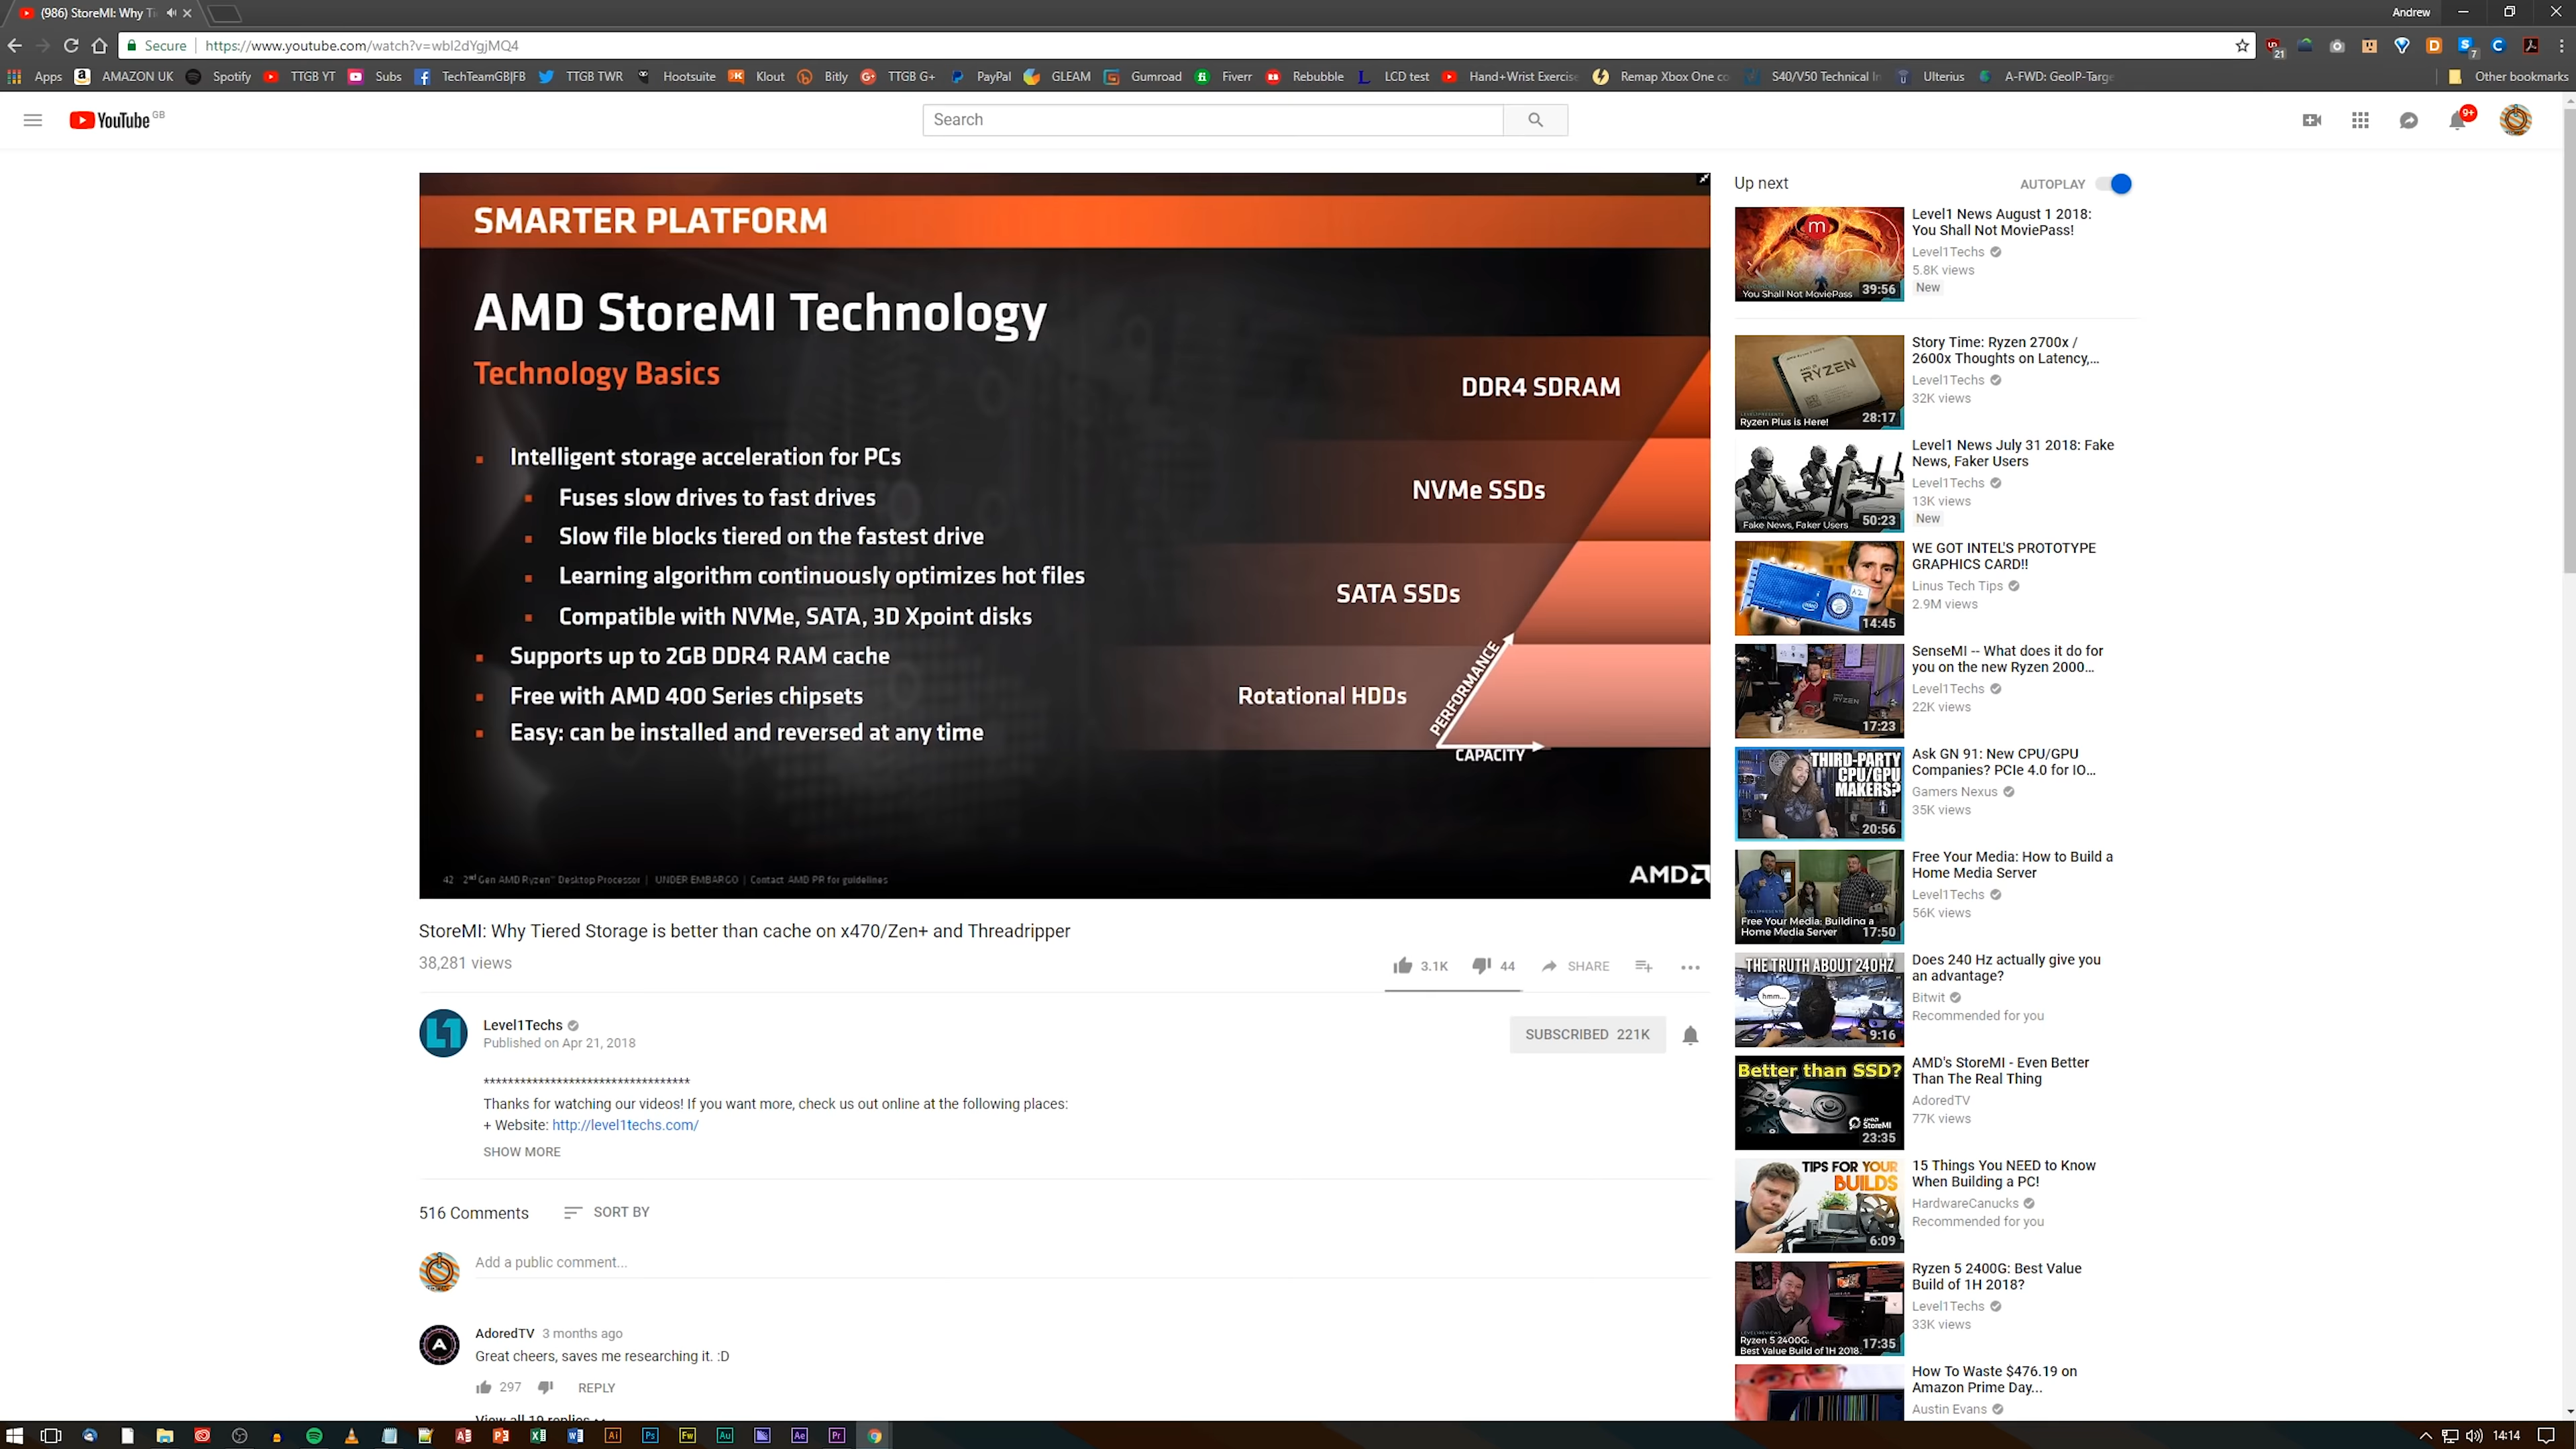 (986) StoreMI: Why Ti
Andrew
Secure
https://www.youtube.com/watch?v=wbI2dYgjMQ4
21
7
Apps
AMAZON UK
Spotify
TTGB YT
Subs
TechTeamGB|FB
TTGB TWR
Hootsuite
Klout
Bitly
TTGB G+
PayPal
GLEAM
Gumroad
Fiverr
Rebubble
LCD test
Hand+Wrist Exercise
Remap Xbox One co
S40/V50 Technical In
Ulterius
A-FWD: GeoIP-Targe
Other bookmarks
YouTube GB
Search
9+
SMARTER PLATFORM
AMD StoreMI Technology
Technology Basics
Intelligent storage acceleration for PCs
Fuses slow drives to fast drives
Slow file blocks tiered on the fastest drive
Learning algorithm continuously optimizes hot files
Compatible with NVMe, SATA, 3D Xpoint disks
Supports up to 2GB DDR4 RAM cache
Free with AMD 400 Series chipsets
Easy: can be installed and reversed at any time
DDR4 SDRAM
NVMe SSDs
SATA SSDs
Rotational HDDs
PERFORMANCE
CAPACITY
42 2nd Gen AMD Ryzen™ Desktop Processor | UNDER EMBARGO | Contact AMD PR for guidelines
AMD
StoreMI: Why Tiered Storage is better than cache on x470/Zen+ and Threadripper
38,281 views
3.1K
44
SHARE
Level1Techs
Published on Apr 21, 2018
SUBSCRIBED 221K
**********************************
Thanks for watching our videos! If you want more, check us out online at the following places:
+ Website: http://level1techs.com/
SHOW MORE
516 Comments
SORT BY
Add a public comment...
AdoredTV 3 months ago
Great cheers, saves me researching it. :D
297
REPLY
View all 19 replies
Up next
AUTOPLAY
You Shall Not MoviePass
39:56
Level1 News August 1 2018:
You Shall Not MoviePass!
Level1Techs
5.8K views
New
RYZEN
Ryzen Plus is Here!
28:17
Story Time: Ryzen 2700x /
2600x Thoughts on Latency,...
Level1Techs
32K views
Fake News, Faker Users
50:23
Level1 News July 31 2018: Fake
News, Faker Users
Level1Techs
13K views
New
14:45
WE GOT INTEL'S PROTOTYPE
GRAPHICS CARD!!
Linus Tech Tips
2.9M views
RYZEN
17:23
SenseMI -- What does it do for
you on the new Ryzen 2000...
Level1Techs
22K views
THIRD-PARTY
CPU/GPU
MAKERS?
20:56
Ask GN 91: New CPU/GPU
Companies? PCIe 4.0 for IO...
Gamers Nexus
35K views
Free Your Media: Building a
Home Media Server
17:50
Free Your Media: How to Build a
Home Media Server
Level1Techs
56K views
THE TRUTH ABOUT 240HZ
hmm...
9:16
Does 240 Hz actually give you
an advantage?
Bitwit
Recommended for you
Better than SSD?
StoreMI
23:35
AMD's StoreMI - Even Better
Than The Real Thing
AdoredTV
77K views
TIPS FOR YOUR
BUILDS
6:09
15 Things You NEED to Know
When Building a PC!
HardwareCanucks
Recommended for you
Ryzen 5 2400G:
Best Value Build of 1H 2018.
17:35
Ryzen 5 2400G: Best Value
Build of 1H 2018?
Level1Techs
33K views
How To Waste $476.19 on
Amazon Prime Day...
Austin Evans
Ai
Ps
Fw
Au
Ae
Pr
14:14